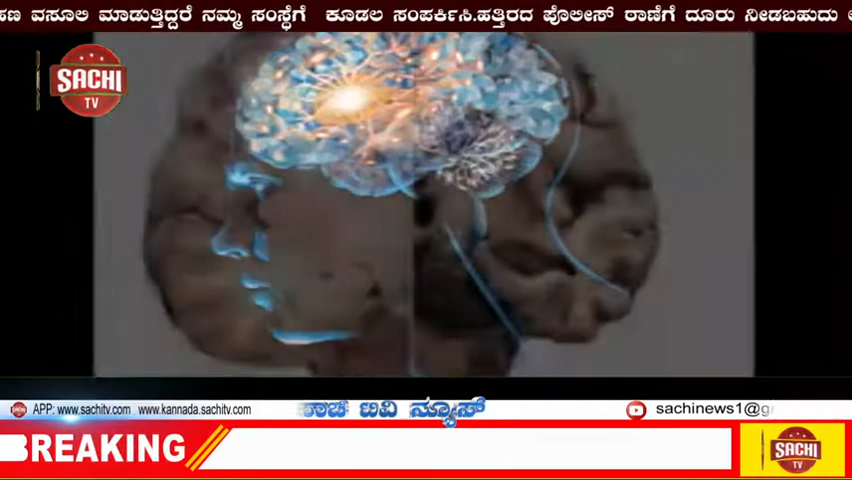 ಹಣ ವಸೂಲಿ ಮಾಡುತ್ತಿದ್ದರೆ ನಮ್ಮ ಸಂಸ್ಥೆಗೆ ಕೂಡಲ ಸಂಪರ್ಕಿಸಿ.ಹತ್ತಿರದ ಪೊಲೀಸ್ ಠಾಣೆಗೆ ದೂರು ನೀಡಬಹುದು
SACHI
TV
APP: www.sachitv.com www.kannada.sachitv.com
ಟಿವಿ ನ್ಯೂಸ್
sachinews1@g
BREAKING
SACHI
TV